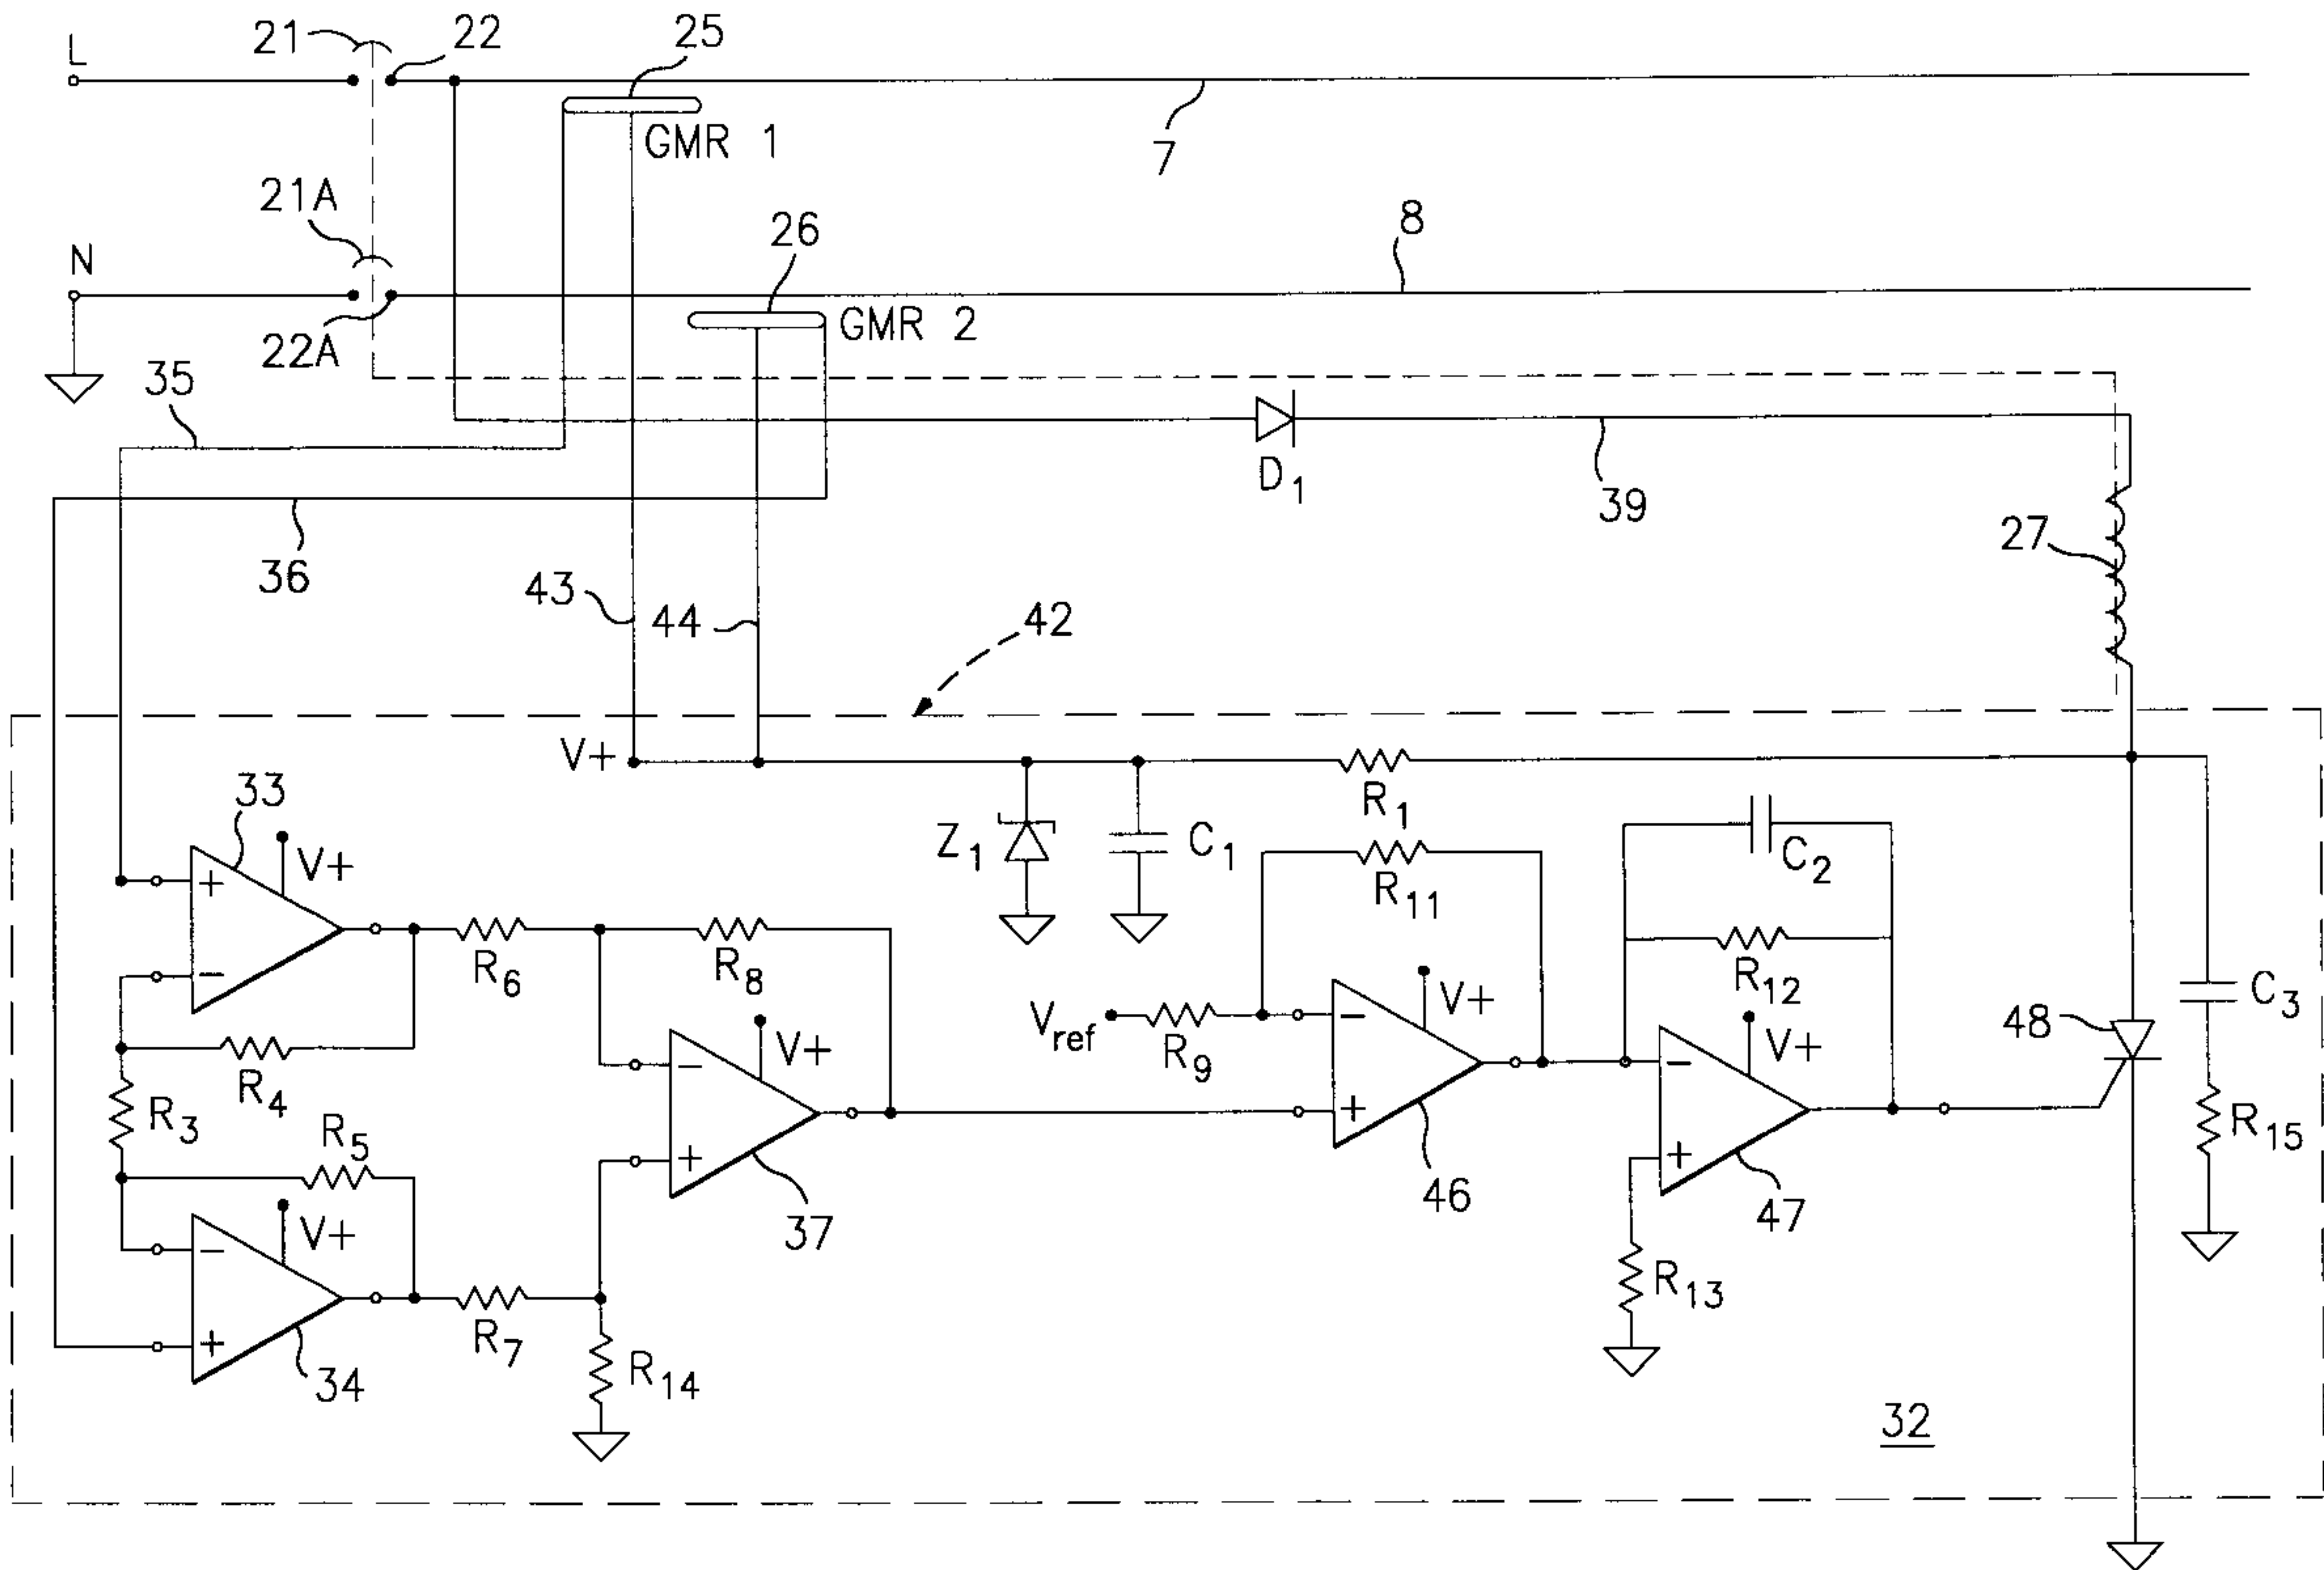 L
21
22
25
GMR 1
7
21A
N
26
8
22A
GMR 2
35
D1
39
36
43
44
42
27
V+
33
V+
Z1
C1
R1
R11
C2
+
−
R6
R8
R12
C3
Vref
R9
−
V+
+
46
−
V+
+
47
48
R4
R3
R5
−
V+
+
37
R15
V+
−
+
34
R7
R14
R13
32